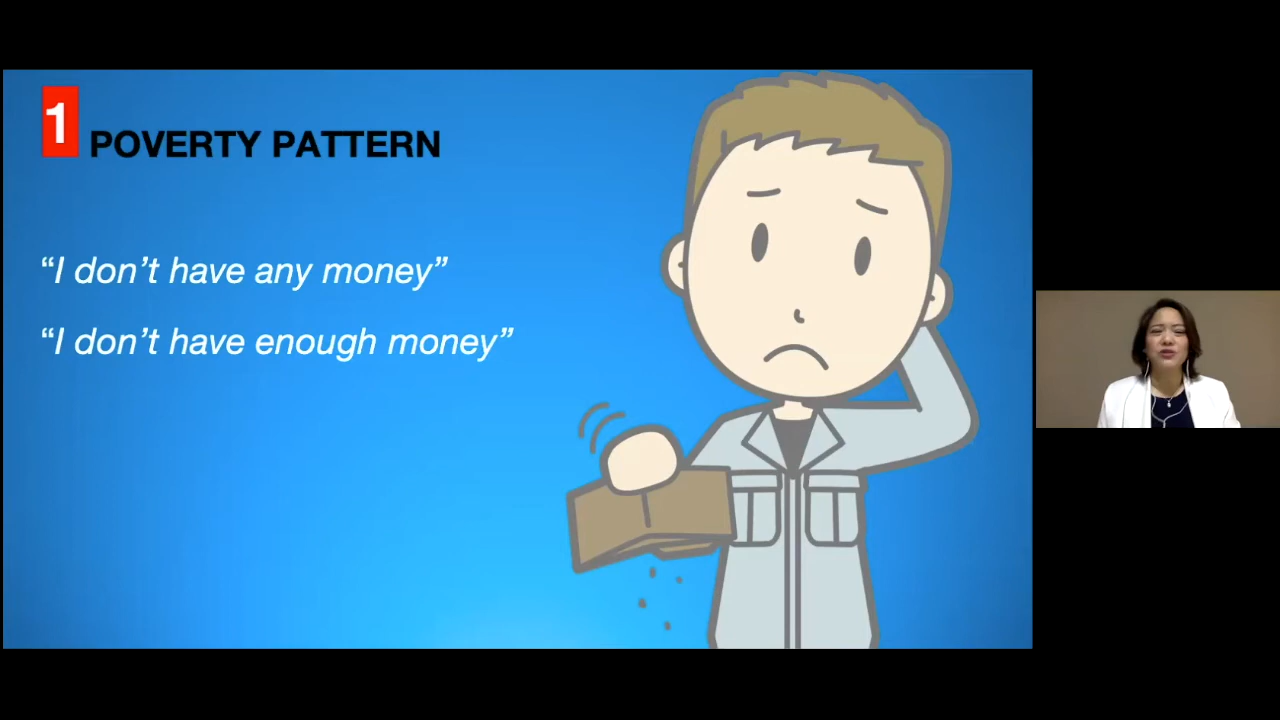 1 POVERTY PATTERN
“I don’t have any money”
“I don’t have enough money”